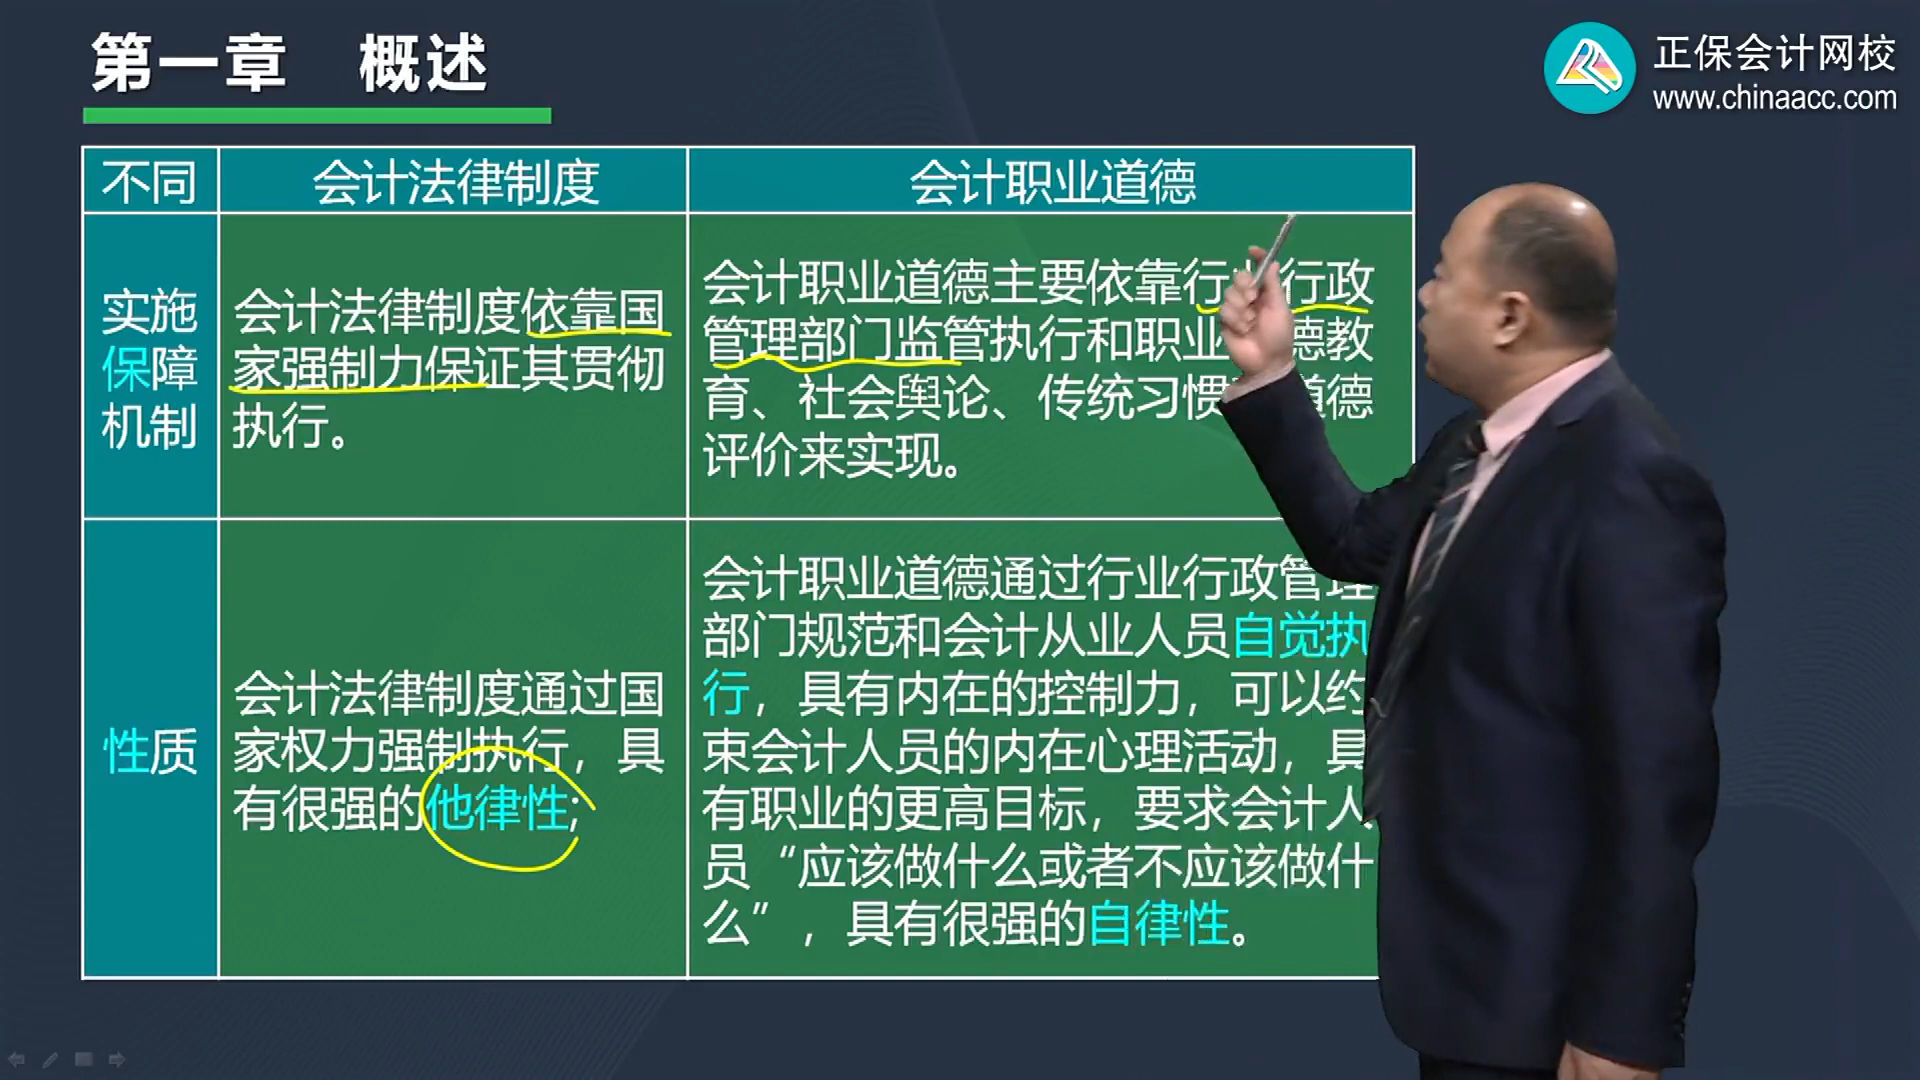 第一章 概述
正保会计网校
www.chinaacc.com
不同
会计法律制度
会计职业道德
实施
保障
机制
会计法律制度依靠国
家强制力保证其贯彻
执行。
会计职业道德主要依靠行 行政
管理部门监管执行和职业 德教
育、社会舆论、传统习惯 道德
评价来实现。
性质
会计法律制度通过国
家权力强制执行，具
有很强的他律性;
会计职业道德通过行业行政管理
部门规范和会计从业人员自觉执
行，具有内在的控制力，可以约
束会计人员的内在心理活动，具
有职业的更高目标，要求会计人
员“应该做什么或者不应该做什
么”，具有很强的自律性。